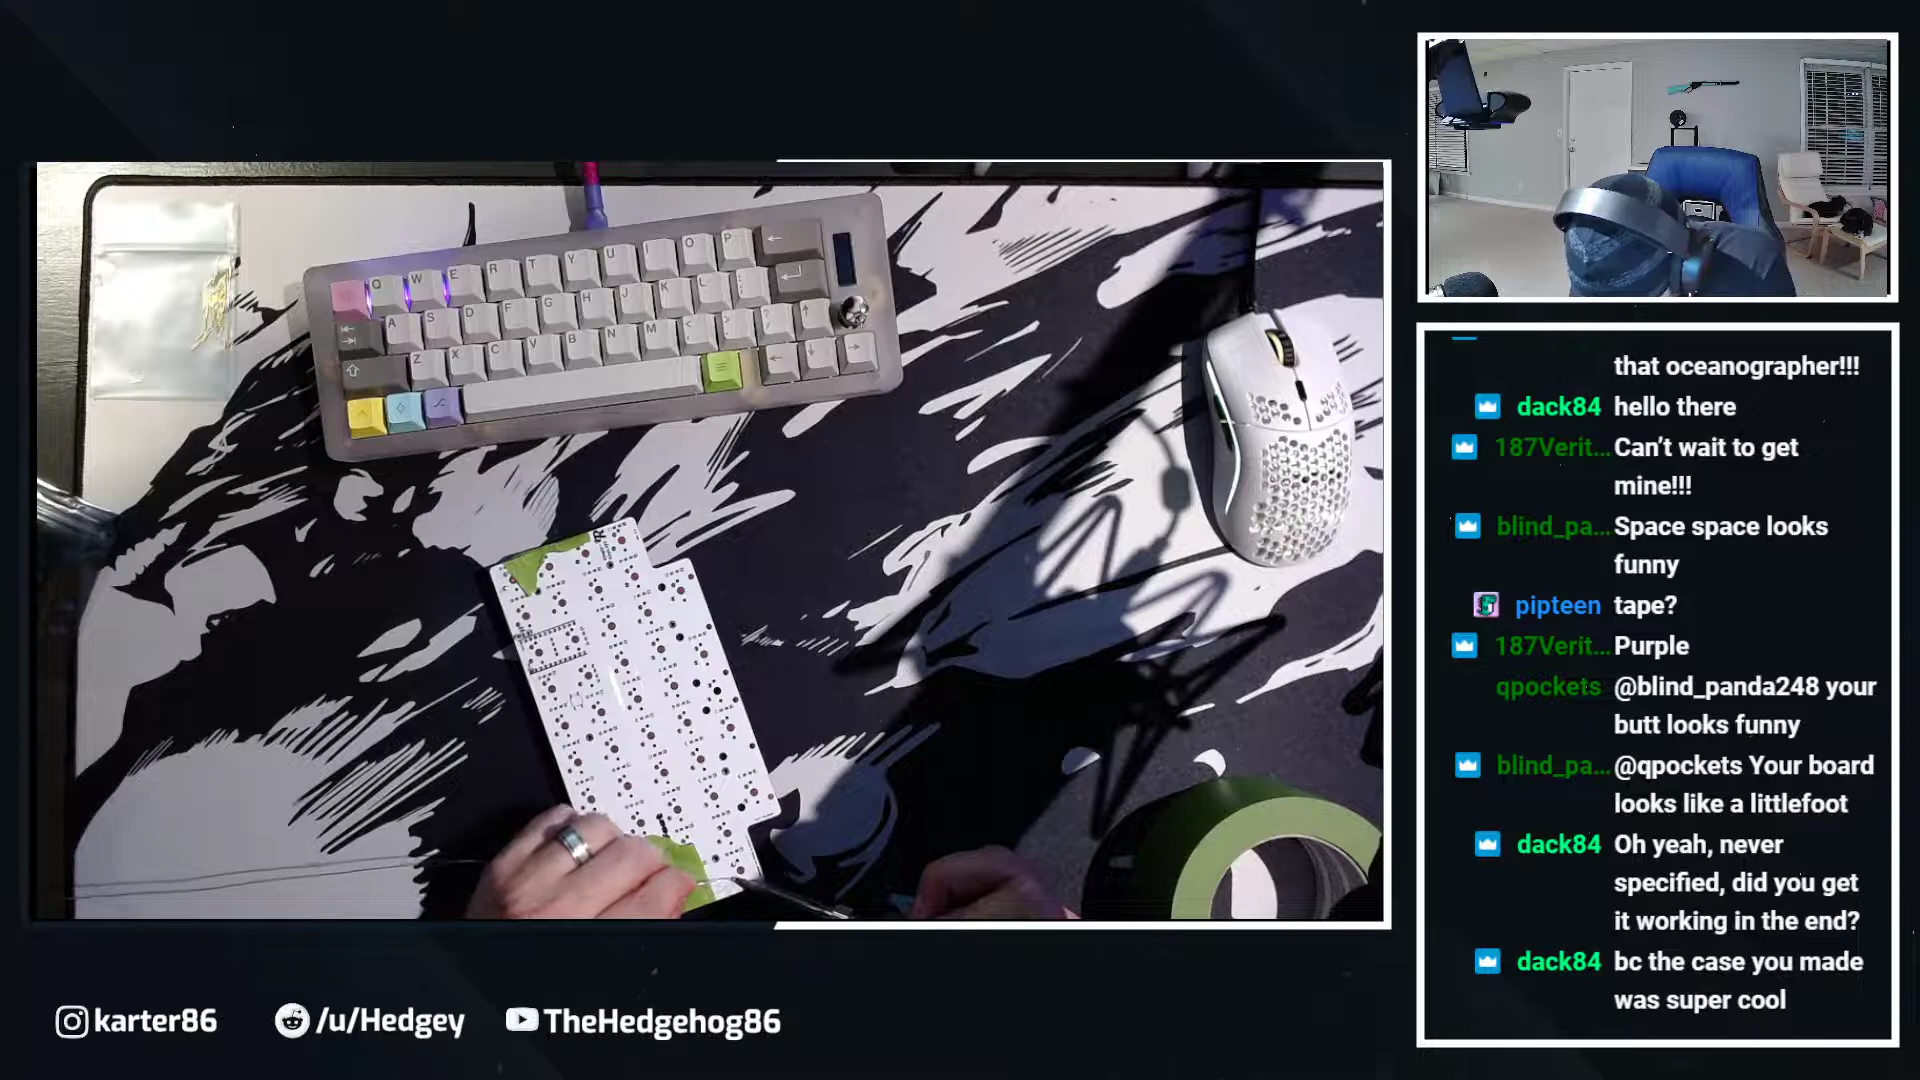 Q W E R T Y U I O P
A S D F G H J K L
Z X C V B N M < > ?
that oceanographer!!!
dack84 hello there
187Verit... Can't wait to get
mine!!!
blind_pa... Space space looks
funny
pipteen tape?
187Verit... Purple
qpockets @blind_panda248 your
butt looks funny
blind_pa... @qpockets Your board
looks like a littlefoot
dack84 Oh yeah, never
specified, did you get
it working in the end?
dack84 bc the case you made
was super cool
karter86 /u/Hedgey TheHedgehog86